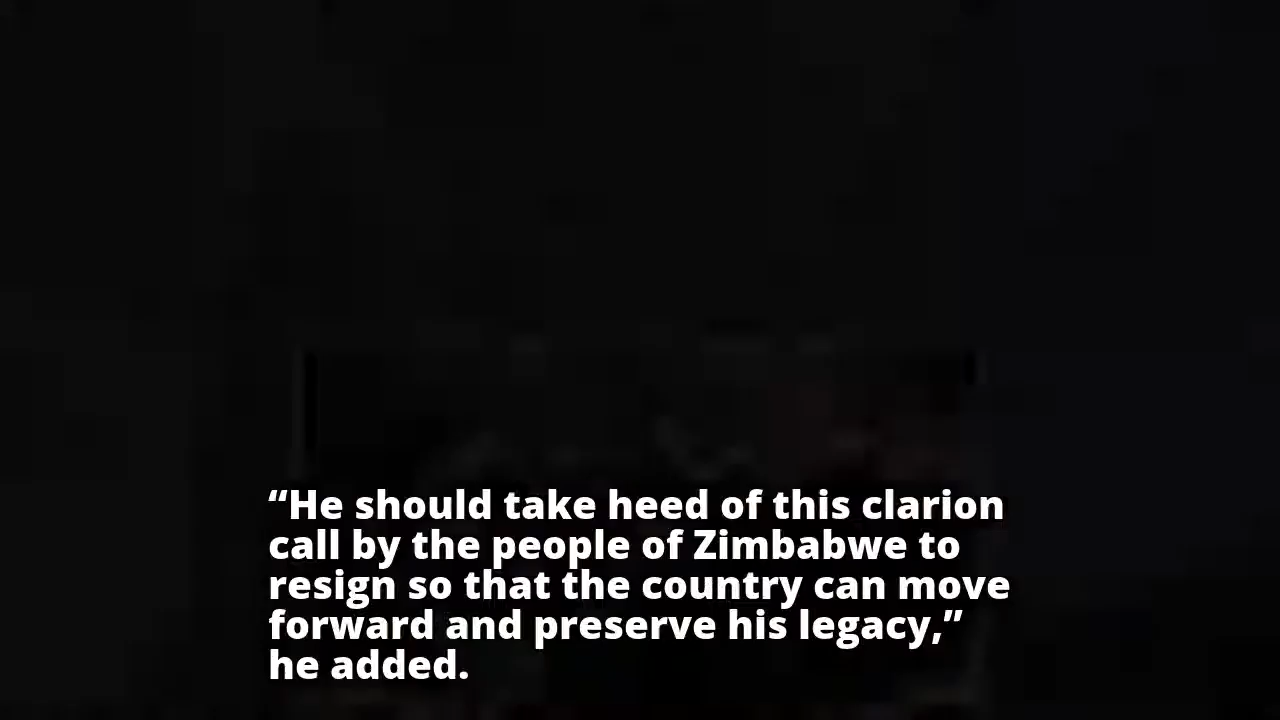 “He should take heed of this clarion
call by the people of Zimbabwe to
resign so that the country can move
forward and preserve his legacy,”
he added.